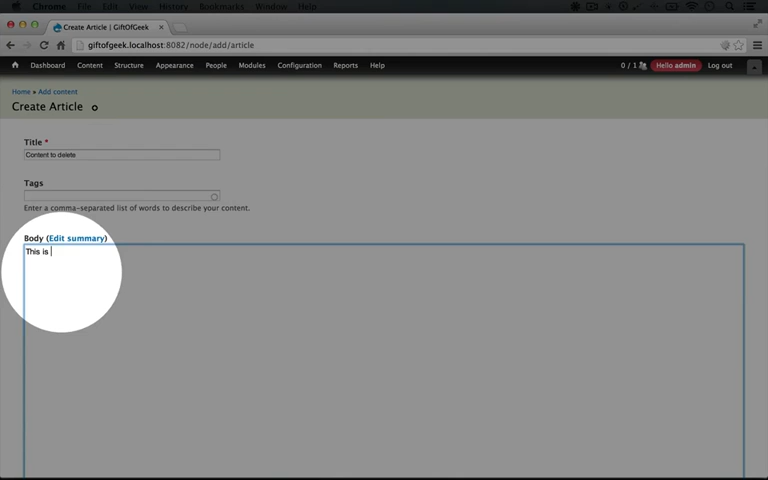 Chrome File Edit View History Bookmarks Window Help
Create Article | GiftOfGeek
giftofgeek.localhost:8082/node/add/article
Dashboard Content Structure Appearance People Modules Configuration Reports Help 0 / 1 Hello admin Log out
Home » Add content
Create Article
Title *
Content to delete
Tags
Enter a comma-separated list of words to describe your content.
Body (Edit summary)
This is